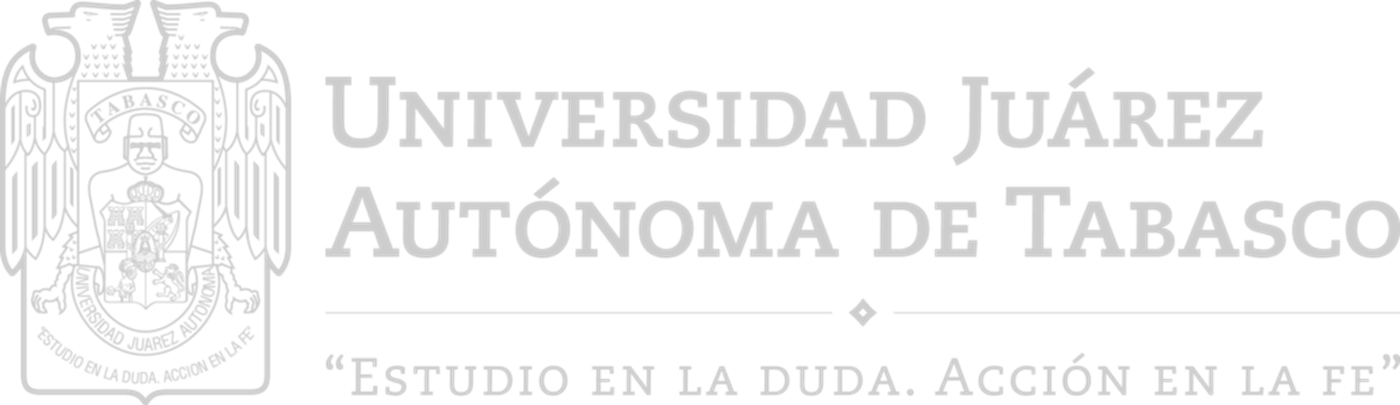 TABASCO
UNIVERSIDAD JUAREZ AUTONOMA
"ESTUDIO EN LA DUDA. ACCION EN LA FE"
UNIVERSIDAD JUÁREZ
AUTÓNOMA DE TABASCO
“ESTUDIO EN LA DUDA. ACCIÓN EN LA FE”